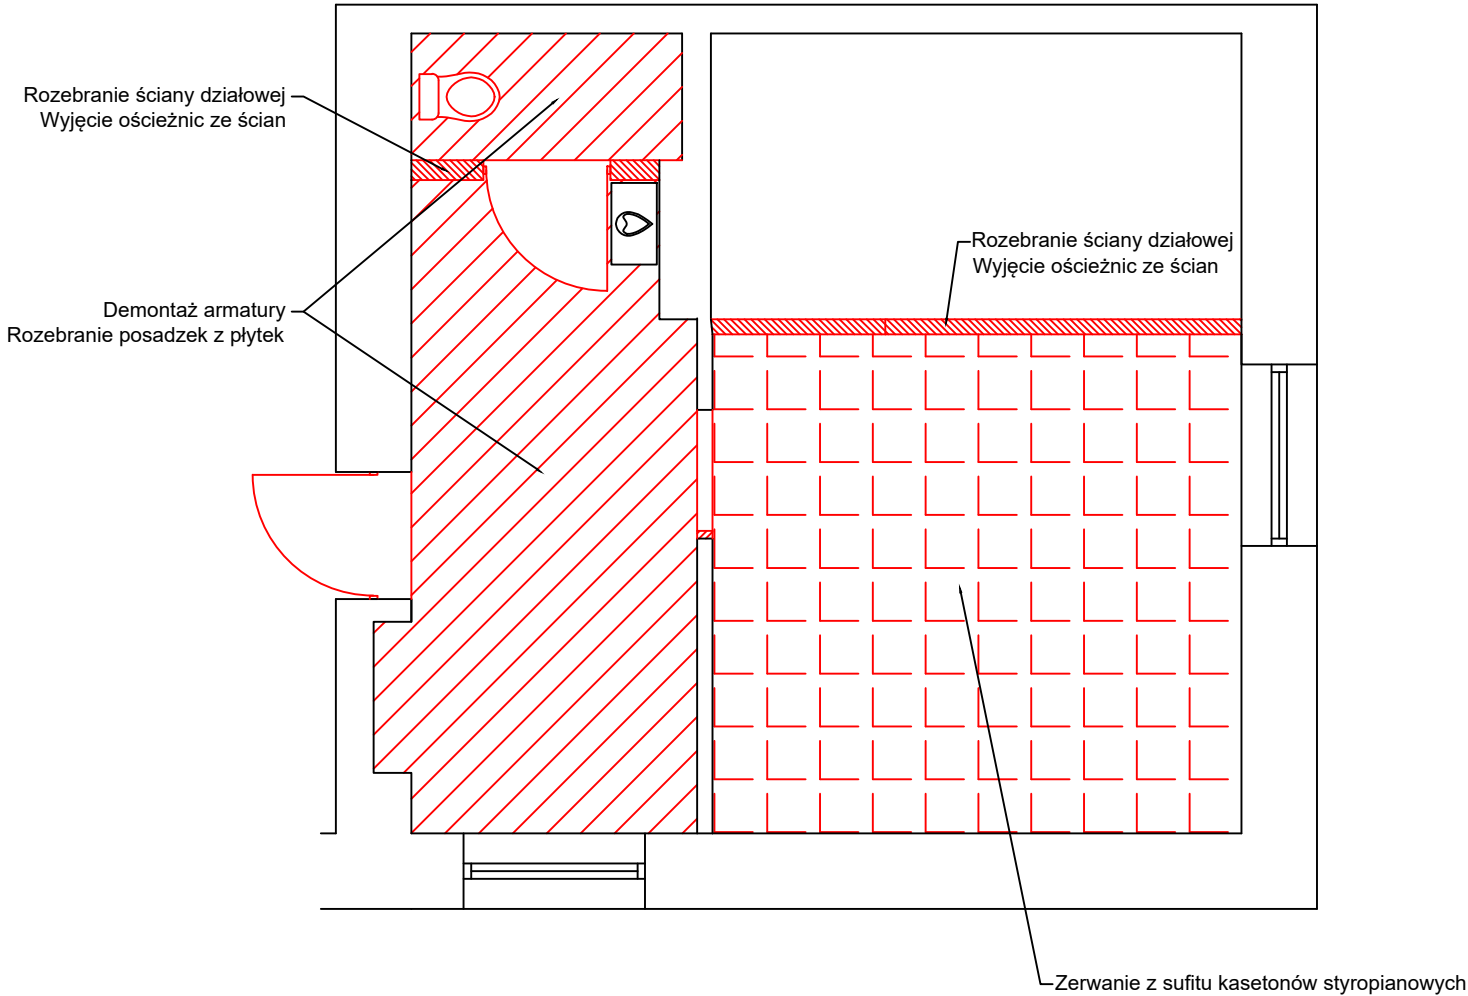 Rozebranie ściany działowej
Wyjęcie ościeżnic ze ścian
Rozebranie ściany działowej
Wyjęcie ościeżnic ze ścian
Demontaż armatury
Rozebranie posadzek z płytek
Zerwanie z sufitu kasetonów styropianowych